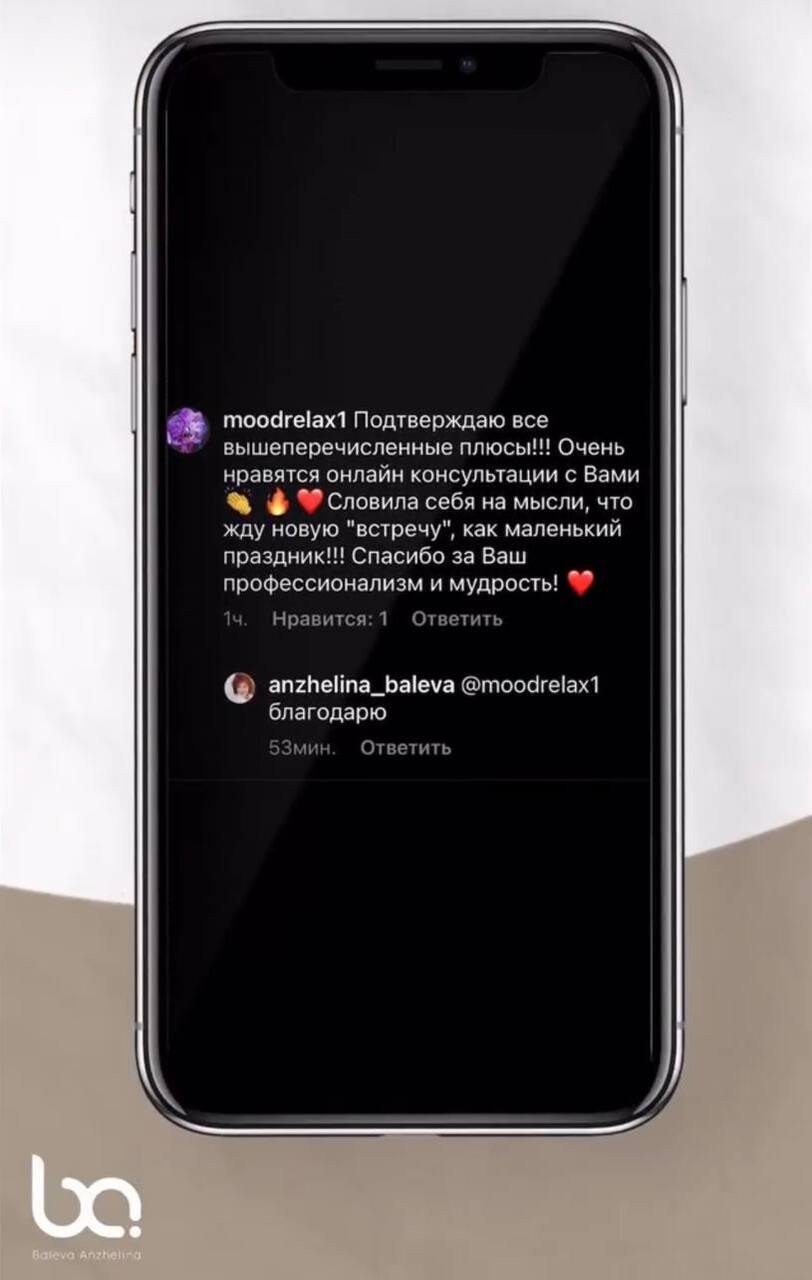 moodrelax1 Подтверждаю все
вышеперечисленные плюсы!!! Очень
нравятся онлайн консультации с Вами
👏 🔥 ❤️ Словила себя на мысли, что
жду новую "встречу", как маленький
праздник!!! Спасибо за Ваш
профессионализм и мудрость! ❤️
1ч. Нравится: 1 Ответить
anzhelina_baleva @moodrelax1
благодарю
53мин. Ответить
ba
Baleva Anzhelina